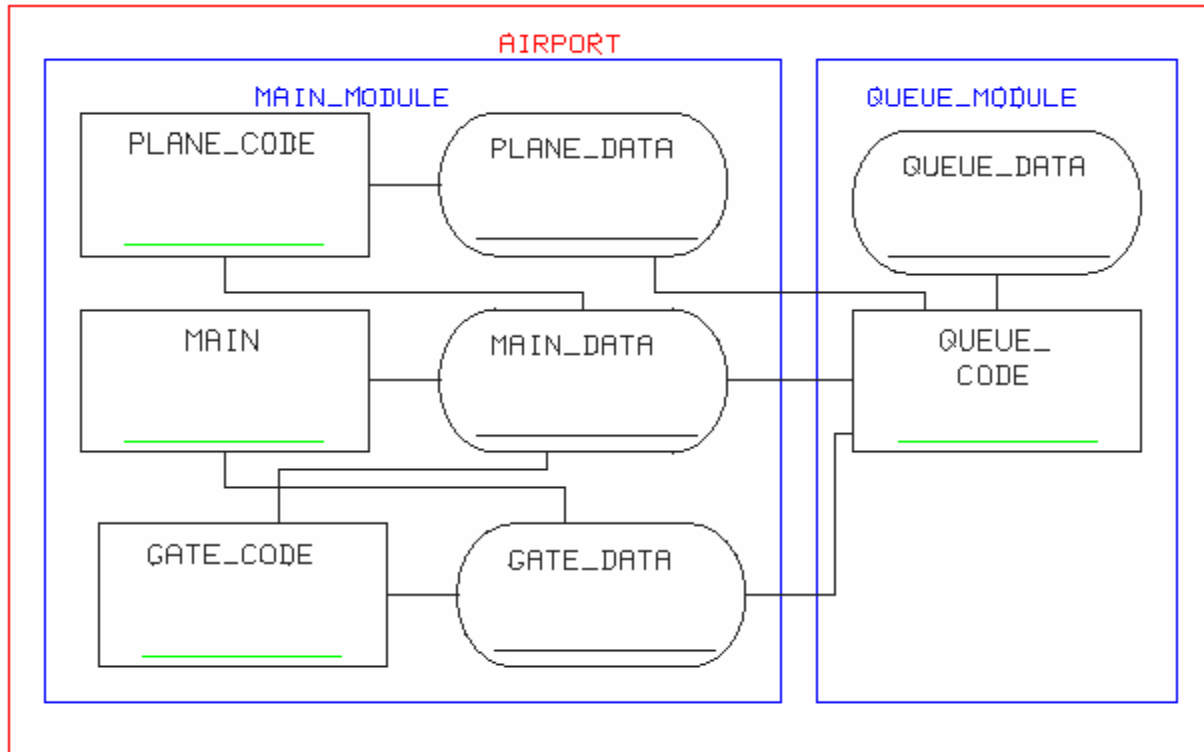 AIRPORT
MAIN_MODULE
QUEUE_MODULE
PLANE_CODE
PLANE_DATA
QUEUE_DATA
MAIN
MAIN_DATA
QUEUE_
CODE
GATE_CODE
GATE_DATA